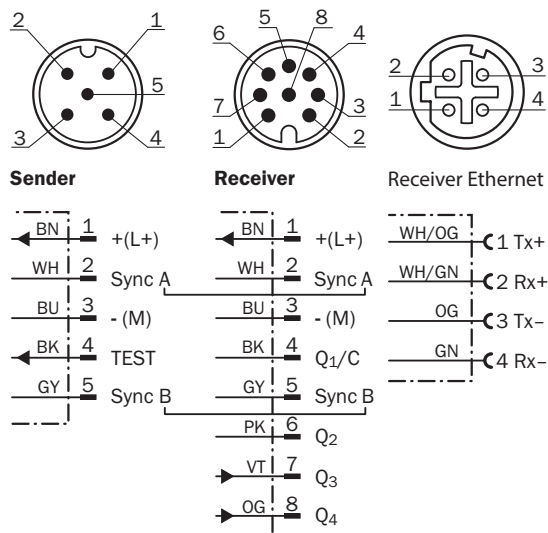 2 1 5 3 4
5 8 6 4 7 3 1 2
2 3 1 4
Sender
BN 1 +(L+)
WH 2 Sync A
BU 3 - (M)
BK 4 TEST
GY 5 Sync B
Receiver
BN 1 +(L+)
WH 2 Sync A
BU 3 - (M)
BK 4 Q1/C
GY 5 Sync B
PK 6 Q2
VT 7 Q3
OG 8 Q4
Receiver Ethernet
WH/OG 1 Tx+
WH/GN 2 Rx+
OG 3 Tx–
GN 4 Rx–